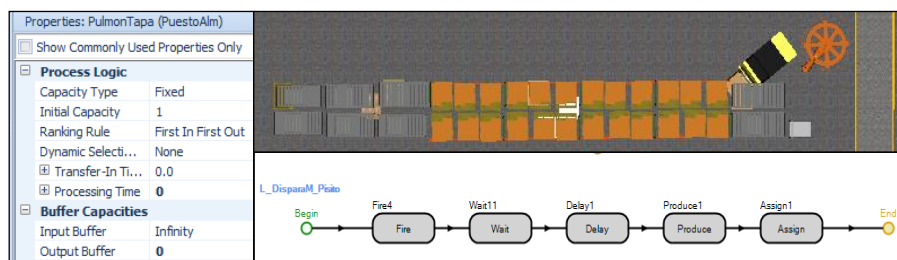 Properties: PulmonTapa (PuestoAlm)
Show Commonly Used Properties Only
Process Logic
Capacity Type Fixed
Initial Capacity 1
Ranking Rule First In First Out
Dynamic Selecti... None
Transfer-In Ti... 0.0
Processing Time 0
Buffer Capacities
Input Buffer Infinity
Output Buffer 0
L_DisparaM_Pisito
Begin Fire4 Wait11 Delay1 Produce1 Assign1 End
Fire Wait Delay Produce Assign